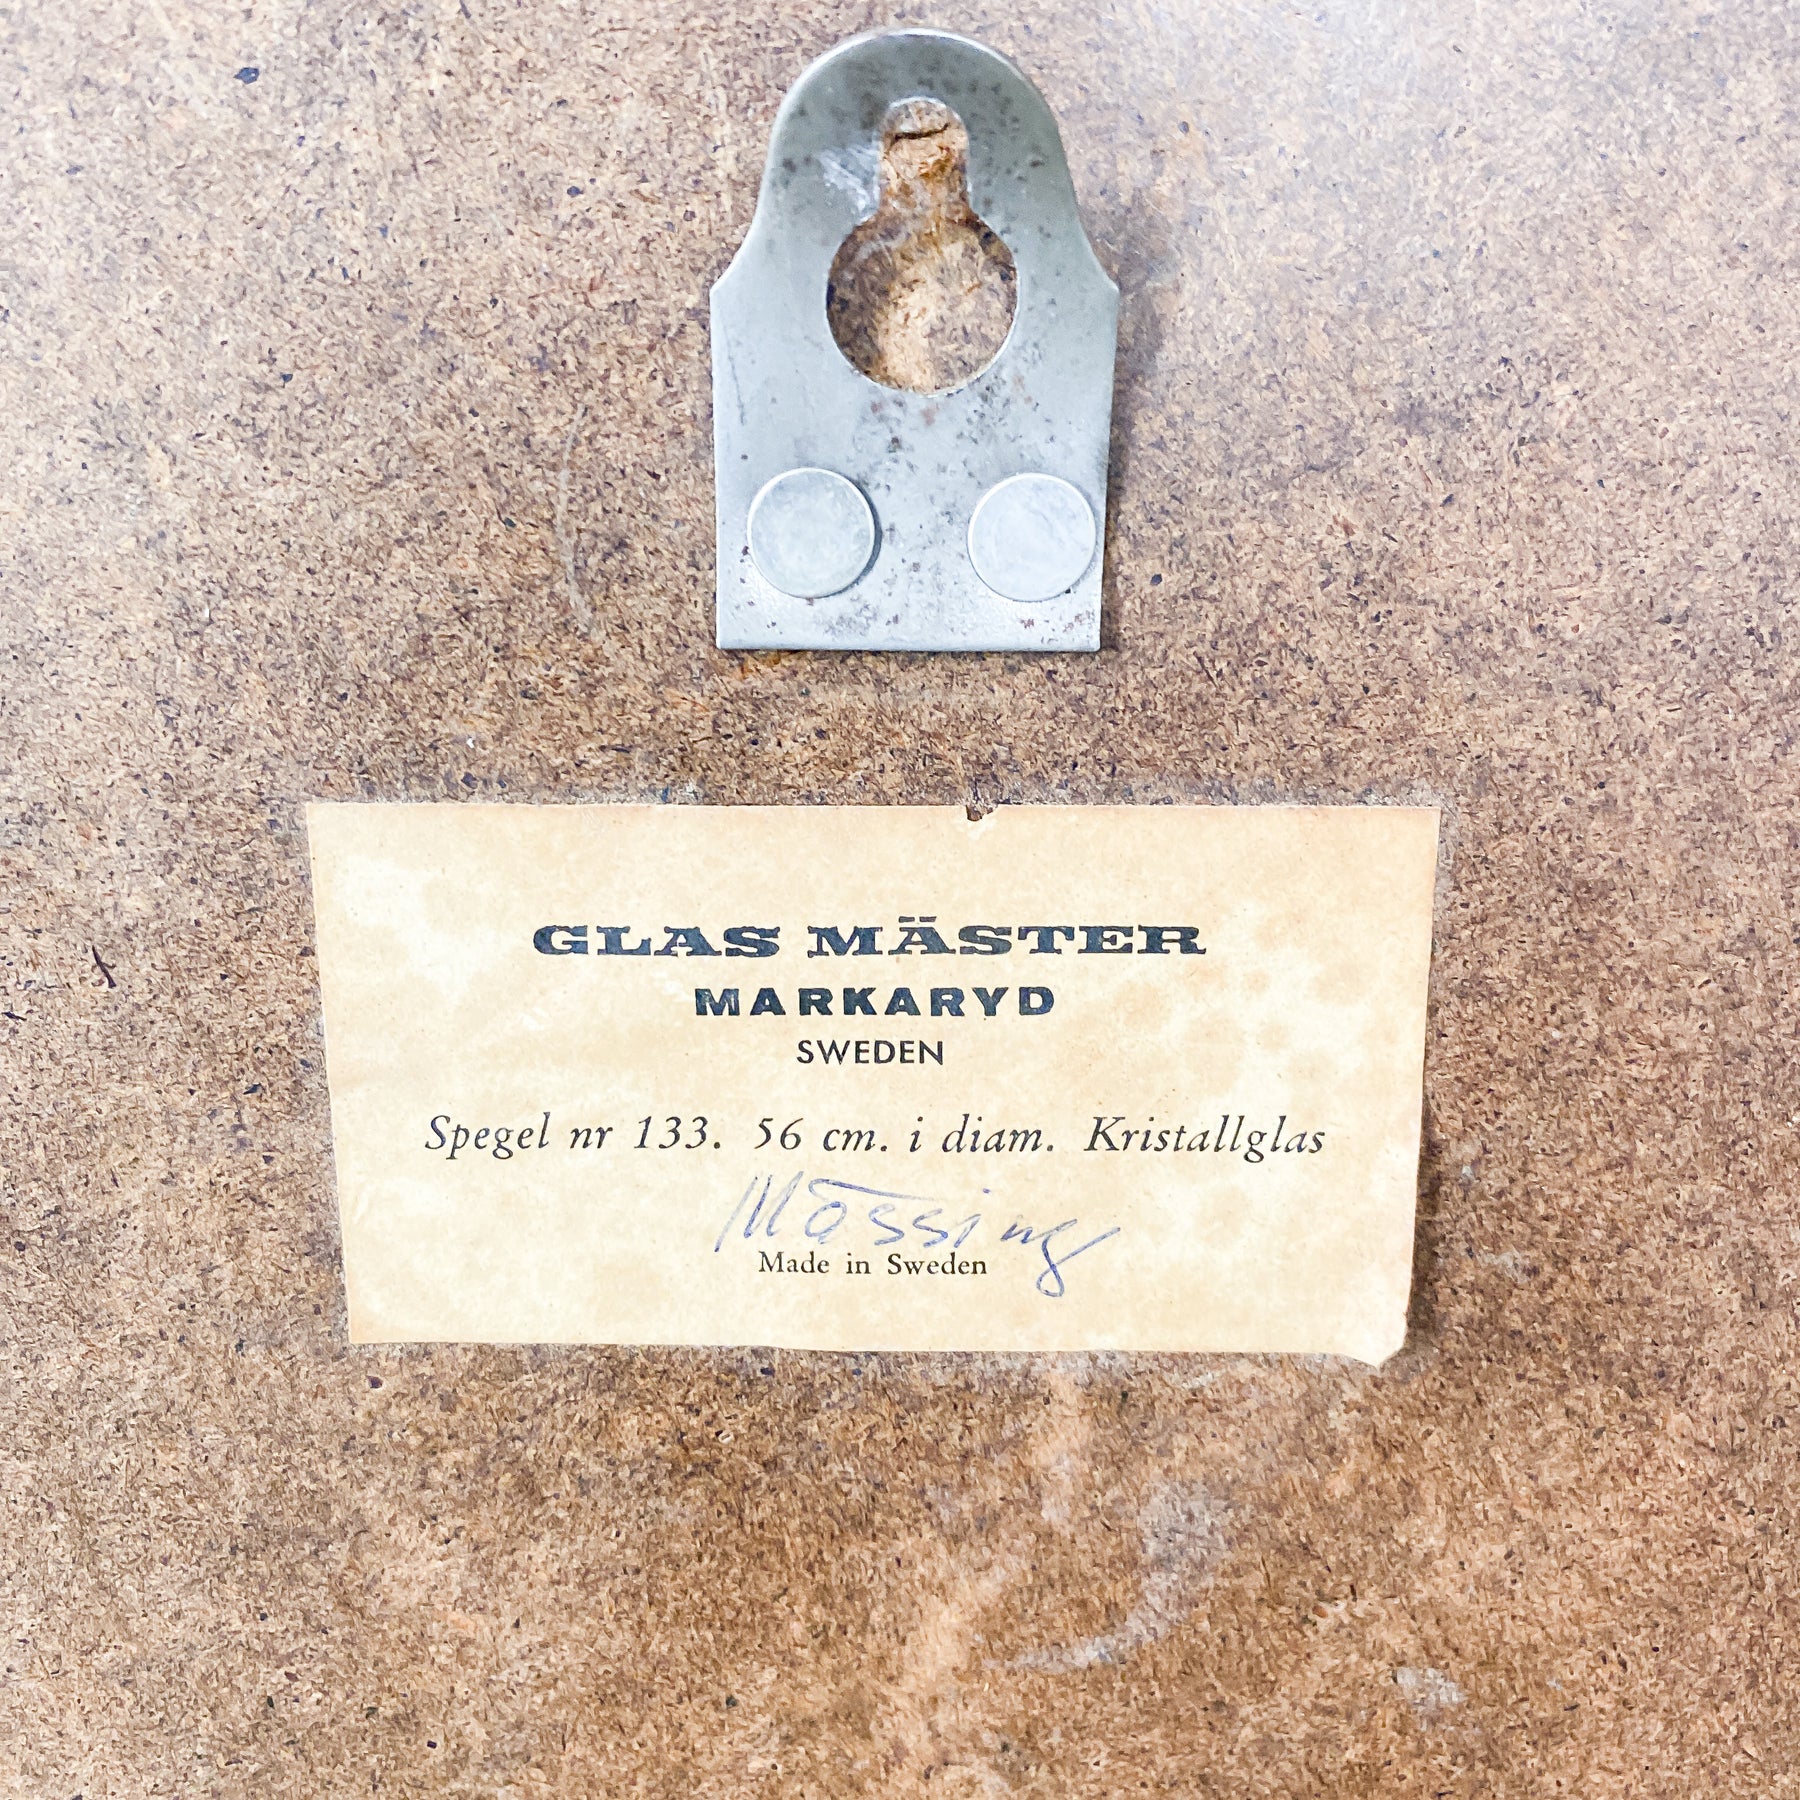 GLAS MÄSTER
MARKARYD
SWEDEN
Spegel nr 133. 56 cm. i diam. Kristallglas
Mässing
Made in Sweden